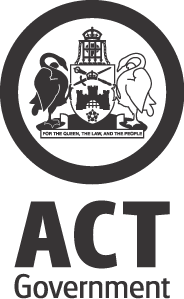 FOR THE QUEEN, THE LAW, AND THE PEOPLE
ACT
Government